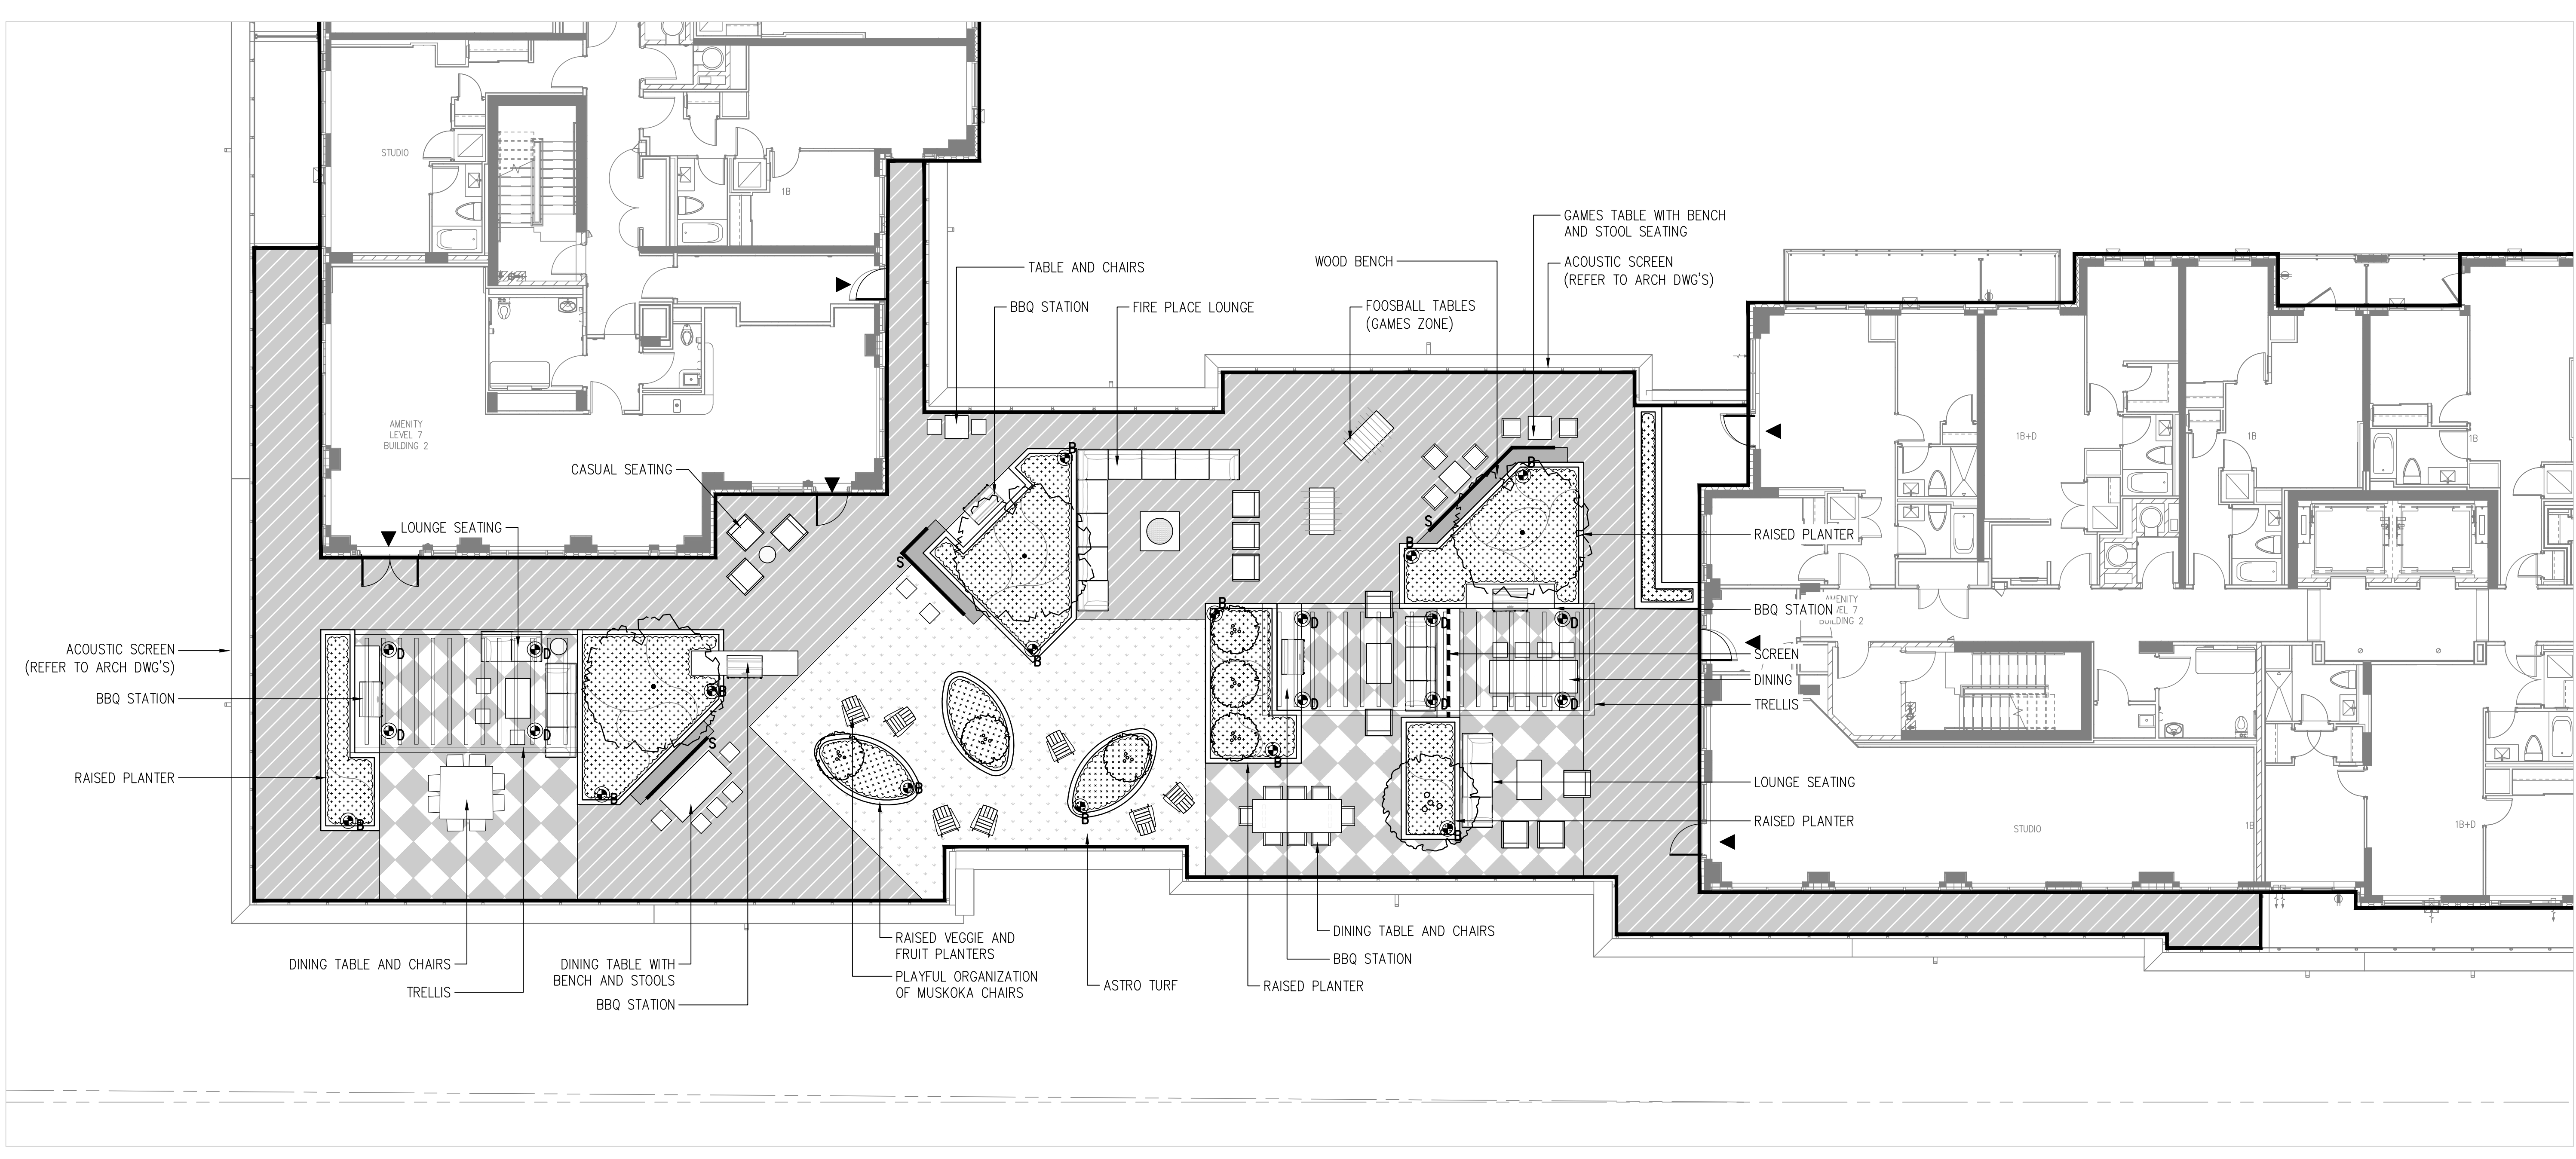 STUDIO
1B
GAMES TABLE WITH BENCH
AND STOOL SEATING
TABLE AND CHAIRS
WOOD BENCH
ACOUSTIC SCREEN
(REFER TO ARCH DWG'S)
BBQ STATION
FIRE PLACE LOUNGE
FOOSBALL TABLES
(GAMES ZONE)
AMENITY
LEVEL 7
BUILDING 2
1B+D
1B
1B
CASUAL SEATING
LOUNGE SEATING
B
B
S
S
B
RAISED PLANTER
BBQ STATION
BUILDING 2
B
D
D
D
ACOUSTIC SCREEN
(REFER TO ARCH DWG'S)
D
D
B
SCREEN
DINING
BBQ STATION
B
D
D
D
TRELLIS
D
D
S
B
RAISED PLANTER
LOUNGE SEATING
B
B
B
B
B
RAISED PLANTER
STUDIO
1B
1B+D
DINING TABLE AND CHAIRS
RAISED VEGGIE AND
FRUIT PLANTERS
BBQ STATION
DINING TABLE AND CHAIRS
DINING TABLE WITH
BENCH AND STOOLS
PLAYFUL ORGANIZATION
OF MUSKOKA CHAIRS
ASTRO TURF
RAISED PLANTER
TRELLIS
BBQ STATION